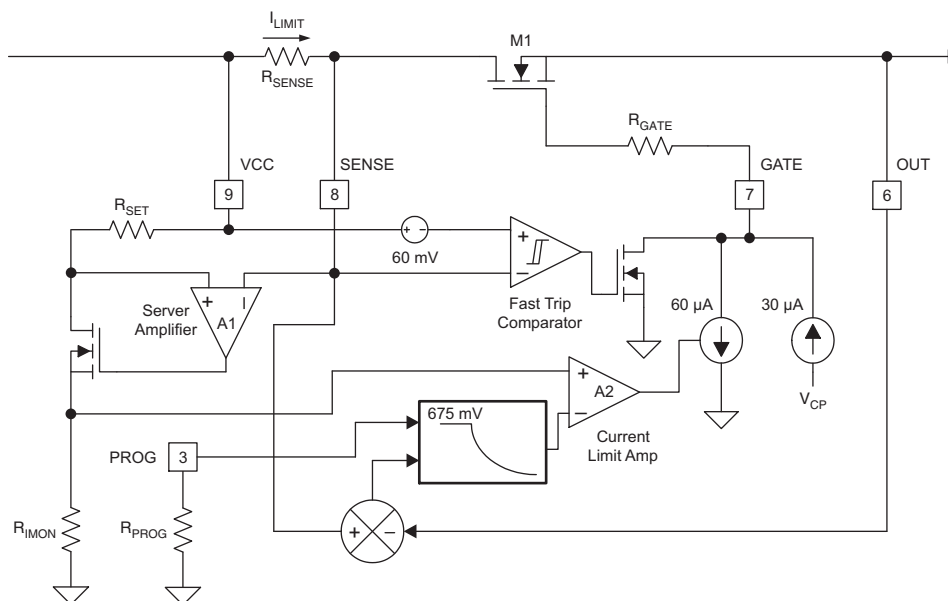 I_LIMIT
R_SENSE
M1
R_GATE
VCC
SENSE
GATE
OUT
9
8
7
6
R_SET
+ -
60 mV
+
−
Fast Trip
Comparator
60 µA
30 µA
Server
Amplifier
+ −
A1
V_CP
+
A2
−
Current
Limit Amp
675 mV
PROG
3
R_IMON
R_PROG
+ −